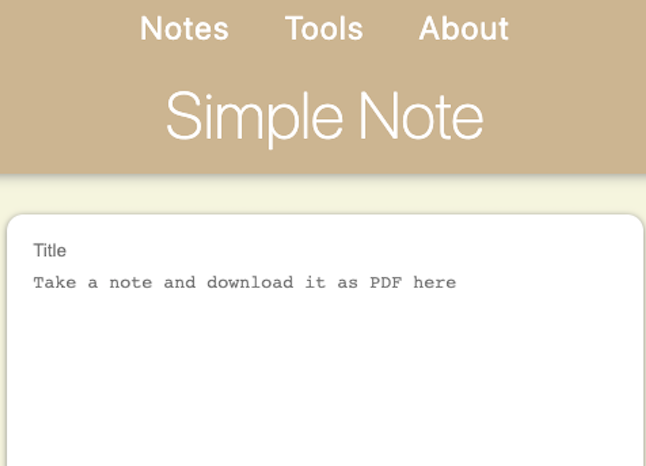 Notes Tools About
Simple Note
Title
Take a note and download it as PDF here